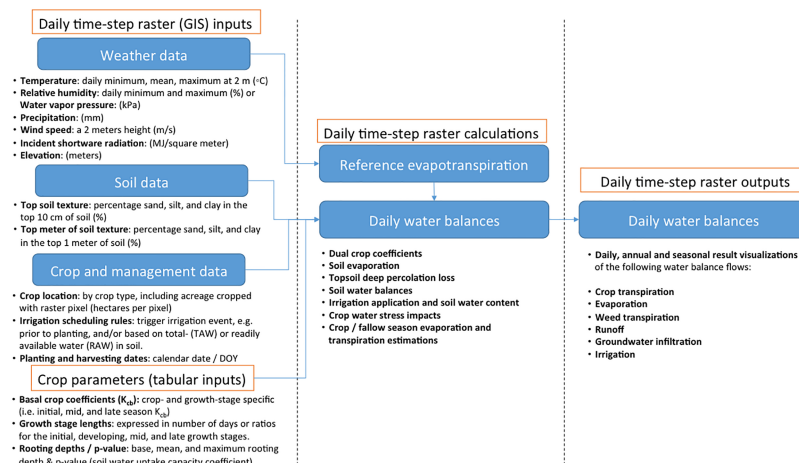 Daily time-step raster (GIS) inputs
Weather data
• Temperature: daily minimum, mean, maximum at 2 m (◦C)
• Relative humidity: daily minimum and maximum (%) or
Water vapor pressure: (kPa)
• Precipitation: (mm)
• Wind speed: a 2 meters height (m/s)
• Incident shortware radiation: (MJ/square meter)
• Elevation: (meters)
Soil data
• Top soil texture: percentage sand, silt, and clay in the
top 10 cm of soil (%)
• Top meter of soil texture: percentage sand, silt, and clay
in the top 1 meter of soil (%)
Crop and management data
• Crop location: by crop type, including acreage cropped
with raster pixel (hectares per pixel)
• Irrigation scheduling rules: trigger irrigation event, e.g.
prior to planting, and/or based on total- (TAW) or readily
available water (RAW) in soil.
• Planting and harvesting dates: calendar date / DOY
Crop parameters (tabular inputs)
• Basal crop coefficients (Kcb): crop- and growth-stage specific
(i.e. initial, mid, and late season Kcb)
• Growth stage lengths: expressed in number of days or ratios
for the initial, developing, mid, and late growth stages.
• Rooting depths / p-value: base, mean, and maximum rooting
depth & p-value (soil water uptake capacity coefficient)
Daily time-step raster calculations
Reference evapotranspiration
Daily water balances
• Dual crop coefficients
• Soil evaporation
• Topsoil deep percolation loss
• Soil water balances
• Irrigation application and soil water content
• Crop water stress impacts
• Crop / fallow season evaporation and
transpiration estimations
Daily time-step raster outputs
Daily water balances
• Daily, annual and seasonal result visualizations
of the following water balance flows:
• Crop transpiration
• Evaporation
• Weed transpiration
• Runoff
• Groundwater infiltration
• Irrigation